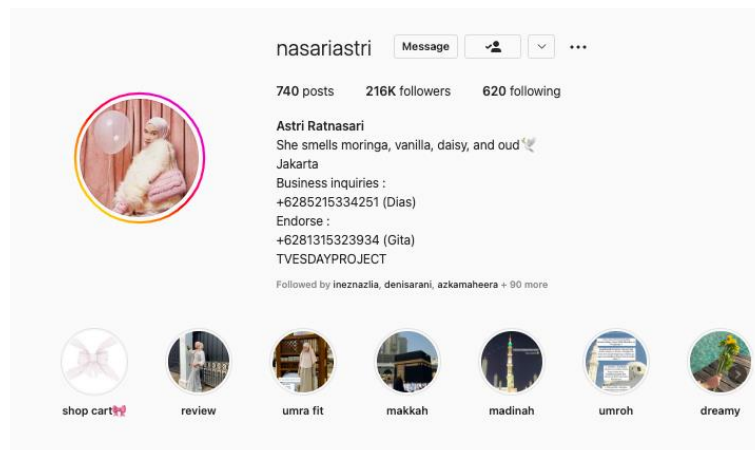 nasariastri Message
740 posts 216K followers 620 following
Astri Ratnasari
She smells moringa, vanilla, daisy, and oud🕊️
Jakarta
Business inquiries :
+6285215334251 (Dias)
Endorse :
+6281315323934 (Gita)
TVESDAYPROJECT
Followed by ineznazlia, denisarani, azkamaheera + 90 more
shop cart🎀 review umra fit makkah madinah umroh dreamy